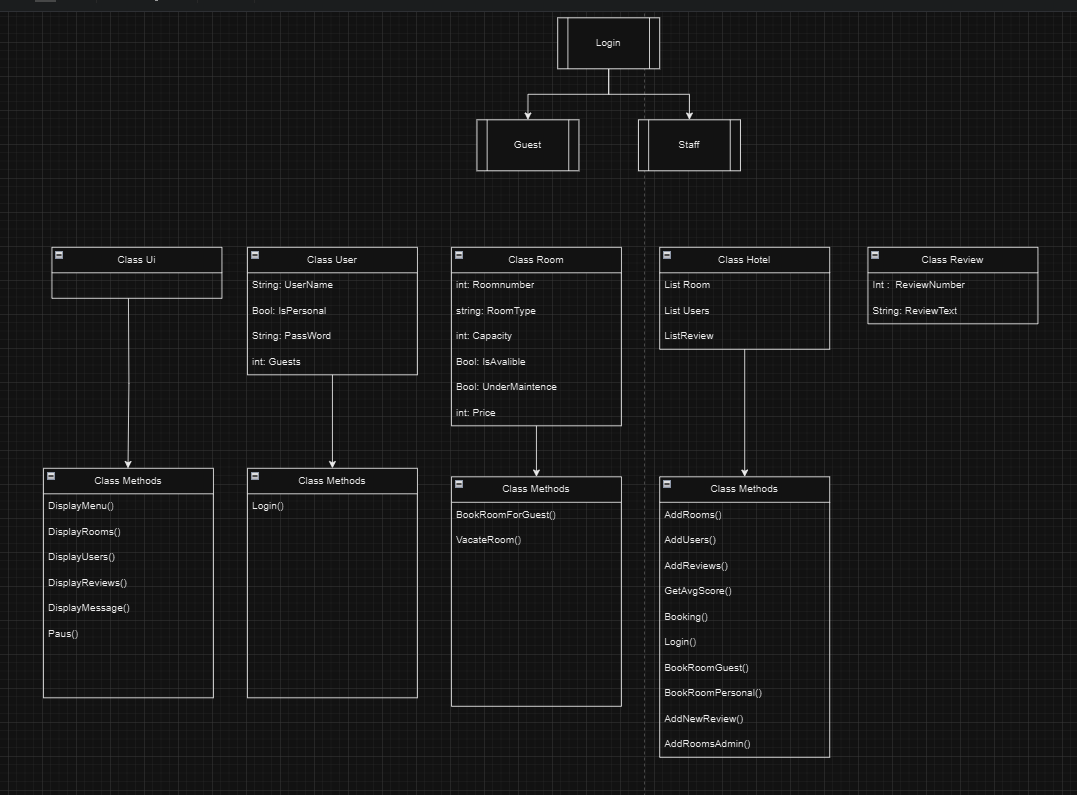 Login
Guest
Staff
Class Ui
Class User
String: UserName
Bool: IsPersonal
String: PassWord
int: Guests
Class Room
int: Roomnumber
string: RoomType
int: Capacity
Bool: IsAvalible
Bool: UnderMaintence
int: Price
Class Hotel
List Room
List Users
ListReview
Class Review
Int : ReviewNumber
String: ReviewText
Class Methods
DisplayMenu()
DisplayRooms()
DisplayUsers()
DisplayReviews()
DisplayMessage()
Paus()
Class Methods
Login()
Class Methods
BookRoomForGuest()
VacateRoom()
Class Methods
AddRooms()
AddUsers()
AddReviews()
GetAvgScore()
Booking()
Login()
BookRoomGuest()
BookRoomPersonal()
AddNewReview()
AddRoomsAdmin()